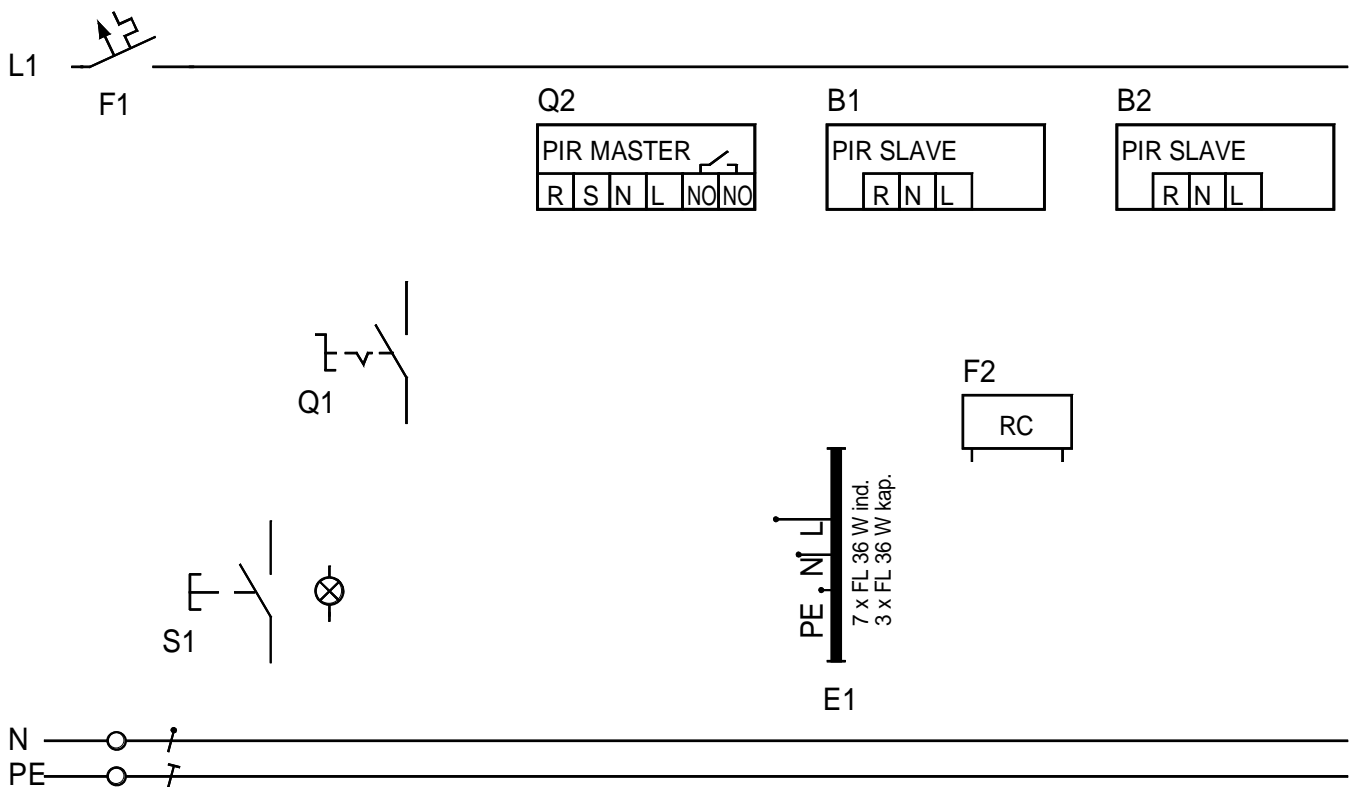 L1
F1
Q2
B1
B2
PIR MASTER
PIR SLAVE
PIR SLAVE
R S N L NO NO
R N L
R N L
Q1
F2
RC
L
N
PE
7 x FL 36 W ind.
3 x FL 36 W kap.
S1
E1
N
PE